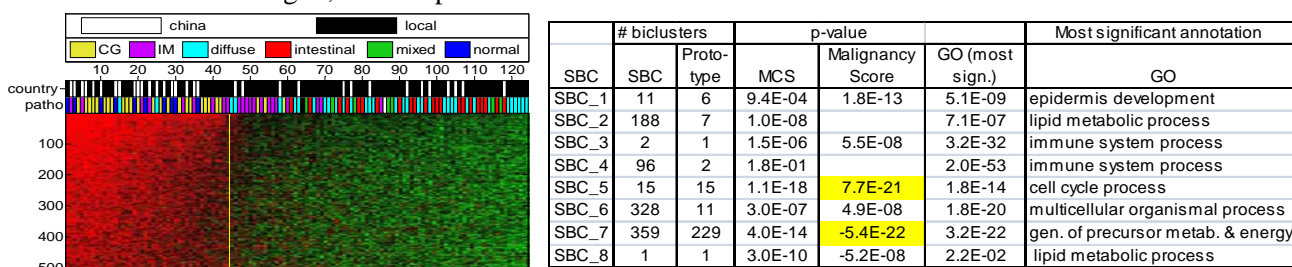 china local
CG IM diffuse intestinal mixed normal
10 20 30 40 50 60 70 80 90 100 110 120
country
patho
100
200
300
400
500
# biclusters p-value Most significant annotation
SBC SBC Proto-type MCS Malignancy Score GO (most sign.) GO
SBC_1 11 6 9.4E-04 1.8E-13 5.1E-09 epidermis development
SBC_2 188 7 1.0E-08 7.1E-07 lipid metabolic process
SBC_3 2 1 1.5E-06 5.5E-08 3.2E-32 immune system process
SBC_4 96 2 1.8E-01 2.0E-53 immune system process
SBC_5 15 15 1.1E-18 7.7E-21 1.8E-14 cell cycle process
SBC_6 328 11 3.0E-07 4.9E-08 1.8E-20 multicellular organismal process
SBC_7 359 229 4.0E-14 -5.4E-22 3.2E-22 gen. of precursor metab. & energy
SBC_8 1 1 3.0E-10 -5.2E-08 2.2E-02 lipid metabolic process